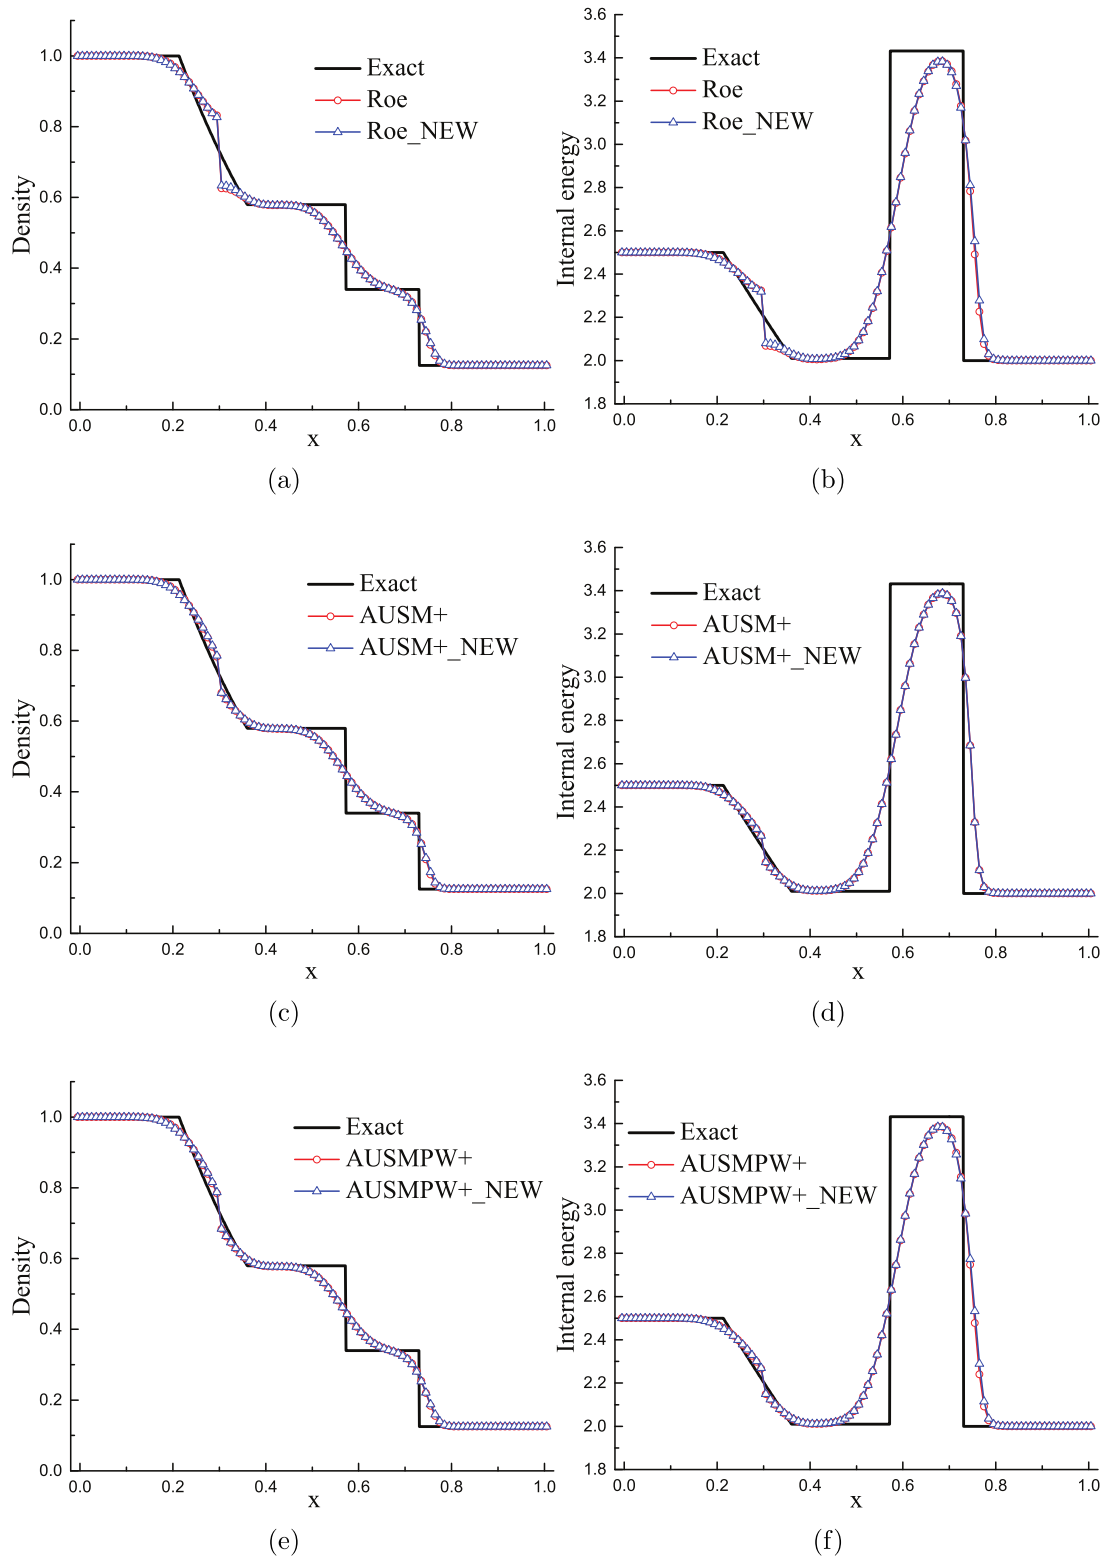 Exact
Roe
Roe_NEW
Density
1.0
0.8
0.6
0.4
0.2
0.0
0.0 0.2 0.4 0.6 0.8 1.0
x
(a)
Exact
Roe
Roe_NEW
Internal energy
3.6
3.4
3.2
3.0
2.8
2.6
2.4
2.2
2.0
1.8
0.0 0.2 0.4 0.6 0.8 1.0
x
(b)
Exact
AUSM+
AUSM+_NEW
Density
1.0
0.8
0.6
0.4
0.2
0.0
0.0 0.2 0.4 0.6 0.8 1.0
x
(c)
Exact
AUSM+
AUSM+_NEW
Internal energy
3.6
3.4
3.2
3.0
2.8
2.6
2.4
2.2
2.0
1.8
0.0 0.2 0.4 0.6 0.8 1.0
x
(d)
Exact
AUSMPW+
AUSMPW+_NEW
Density
1.0
0.8
0.6
0.4
0.2
0.0
0.0 0.2 0.4 0.6 0.8 1.0
x
(e)
Exact
AUSMPW+
AUSMPW+_NEW
Internal energy
3.6
3.4
3.2
3.0
2.8
2.6
2.4
2.2
2.0
1.8
0.0 0.2 0.4 0.6 0.8 1.0
x
(f)